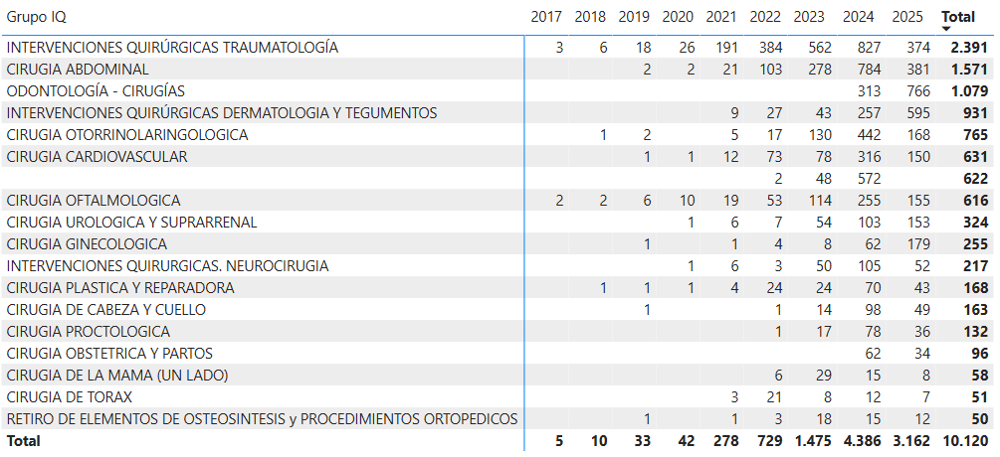 Grupo IQ 2017 2018 2019 2020 2021 2022 2023 2024 2025 Total
INTERVENCIONES QUIRÚRGICAS TRAUMATOLOGÍA 3 6 18 26 191 384 562 827 374 2.391
CIRUGIA ABDOMINAL 2 2 21 103 278 784 381 1.571
ODONTOLOGÍA - CIRUGÍAS 313 766 1.079
INTERVENCIONES QUIRÚRGICAS DERMATOLOGIA Y TEGUMENTOS 9 27 43 257 595 931
CIRUGIA OTORRINOLARINGOLOGICA 1 2 5 17 130 442 168 765
CIRUGIA CARDIOVASCULAR 1 1 12 73 78 316 150 631
2 48 572 622
CIRUGIA OFTALMOLOGICA 2 2 6 10 19 53 114 255 155 616
CIRUGIA UROLOGICA Y SUPRARRENAL 1 6 7 54 103 153 324
CIRUGIA GINECOLOGICA 1 1 4 8 62 179 255
INTERVENCIONES QUIRURGICAS. NEUROCIRUGIA 1 6 3 50 105 52 217
CIRUGIA PLASTICA Y REPARADORA 1 1 1 4 24 24 70 43 168
CIRUGIA DE CABEZA Y CUELLO 1 1 14 98 49 163
CIRUGIA PROCTOLOGICA 1 17 78 36 132
CIRUGIA OBSTETRICA Y PARTOS 62 34 96
CIRUGIA DE LA MAMA (UN LADO) 6 29 15 8 58
CIRUGIA DE TORAX 3 21 8 12 7 51
RETIRO DE ELEMENTOS DE OSTEOSINTESIS y PROCEDIMIENTOS ORTOPEDICOS 1 1 3 18 15 12 50
Total 5 10 33 42 278 729 1.475 4.386 3.162 10.120